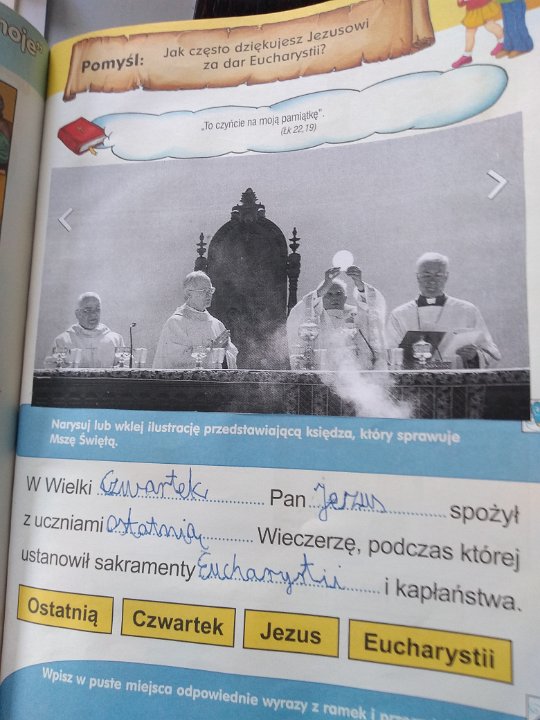 moje"
Pomyśl: Jak często dziękujesz Jezusowi
za dar Eucharystii?
„To czyńcie na moją pamiątkę".
(Łk 22,19)
Narysuj lub wklej ilustrację przedstawiającą księdza, który sprawuje
Mszę Świętą.
W Wielki Czwartek Pan Jezus spożył
z uczniami ostatnią Wieczerzę, podczas której
ustanowił sakramenty Eucharystii i kapłaństwa.
Ostatnią Czwartek Jezus Eucharystii
Wpisz w puste miejsca odpowiednie wyrazy z ramek i